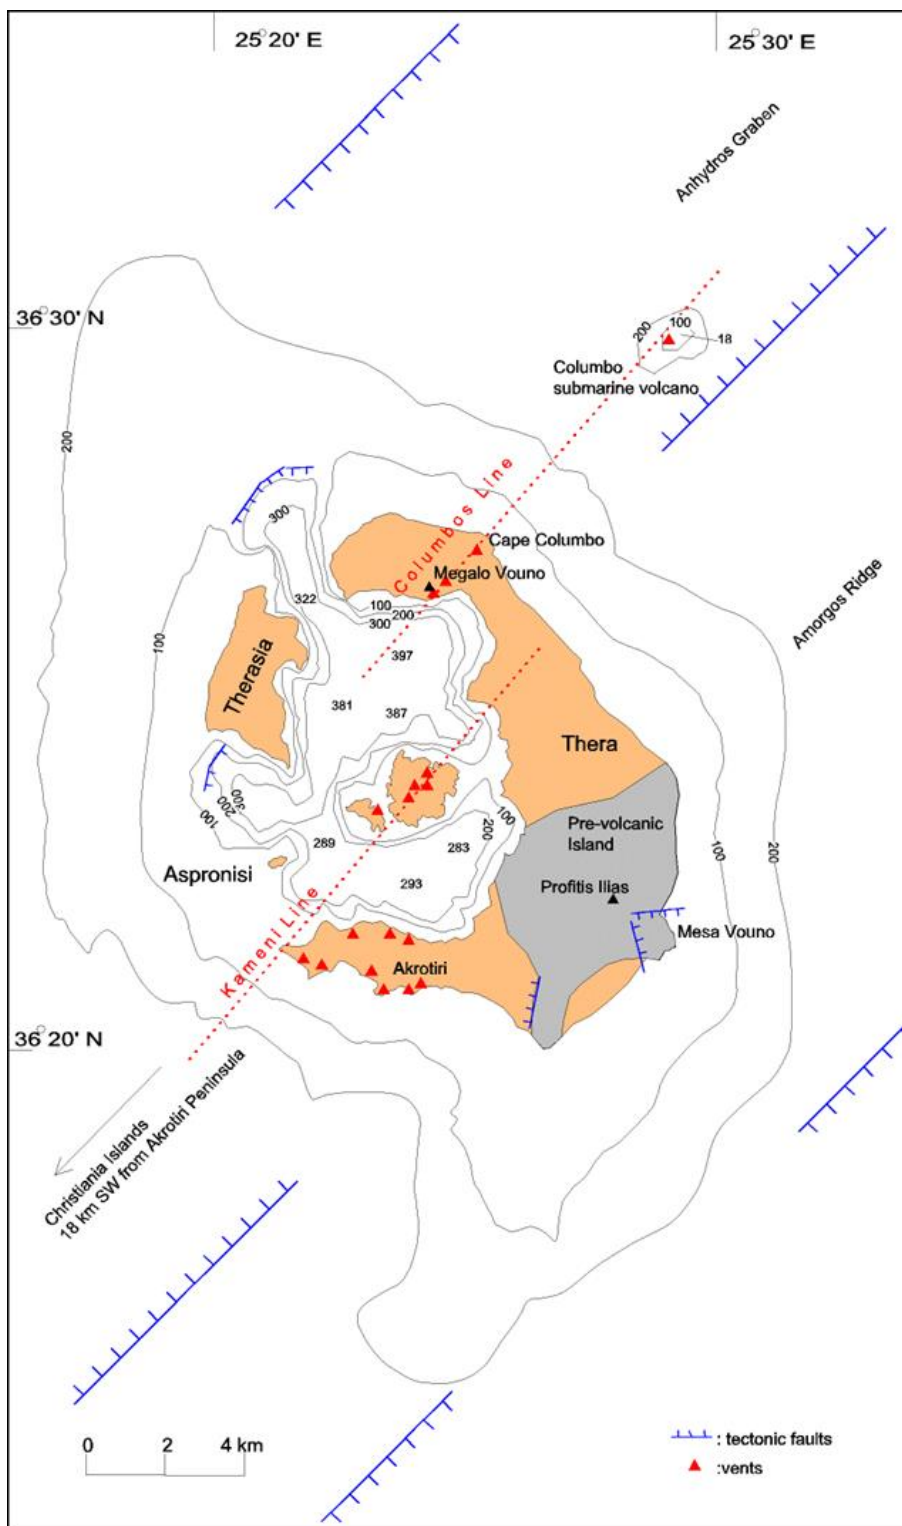 25° 20' E
25° 30' E
Anhydros Graben
36° 30' N
200
100
18
Columbo
submarine volcano
200
Columbos Line
300
Cape Columbo
Megalo Vouno
322
100
200
300
397
Amorgos Ridge
100
Therasia
381
387
Thera
300
200
100
100
200
289
283
293
Pre-volcanic
Island
Profitis Ilias
100
200
Aspronisi
Mesa Vouno
Kameni Line
Akrotiri
36° 20' N
Christiania Islands
18 km SW from Akrotiri Peninsula
0 2 4 km
: tectonic faults
:vents